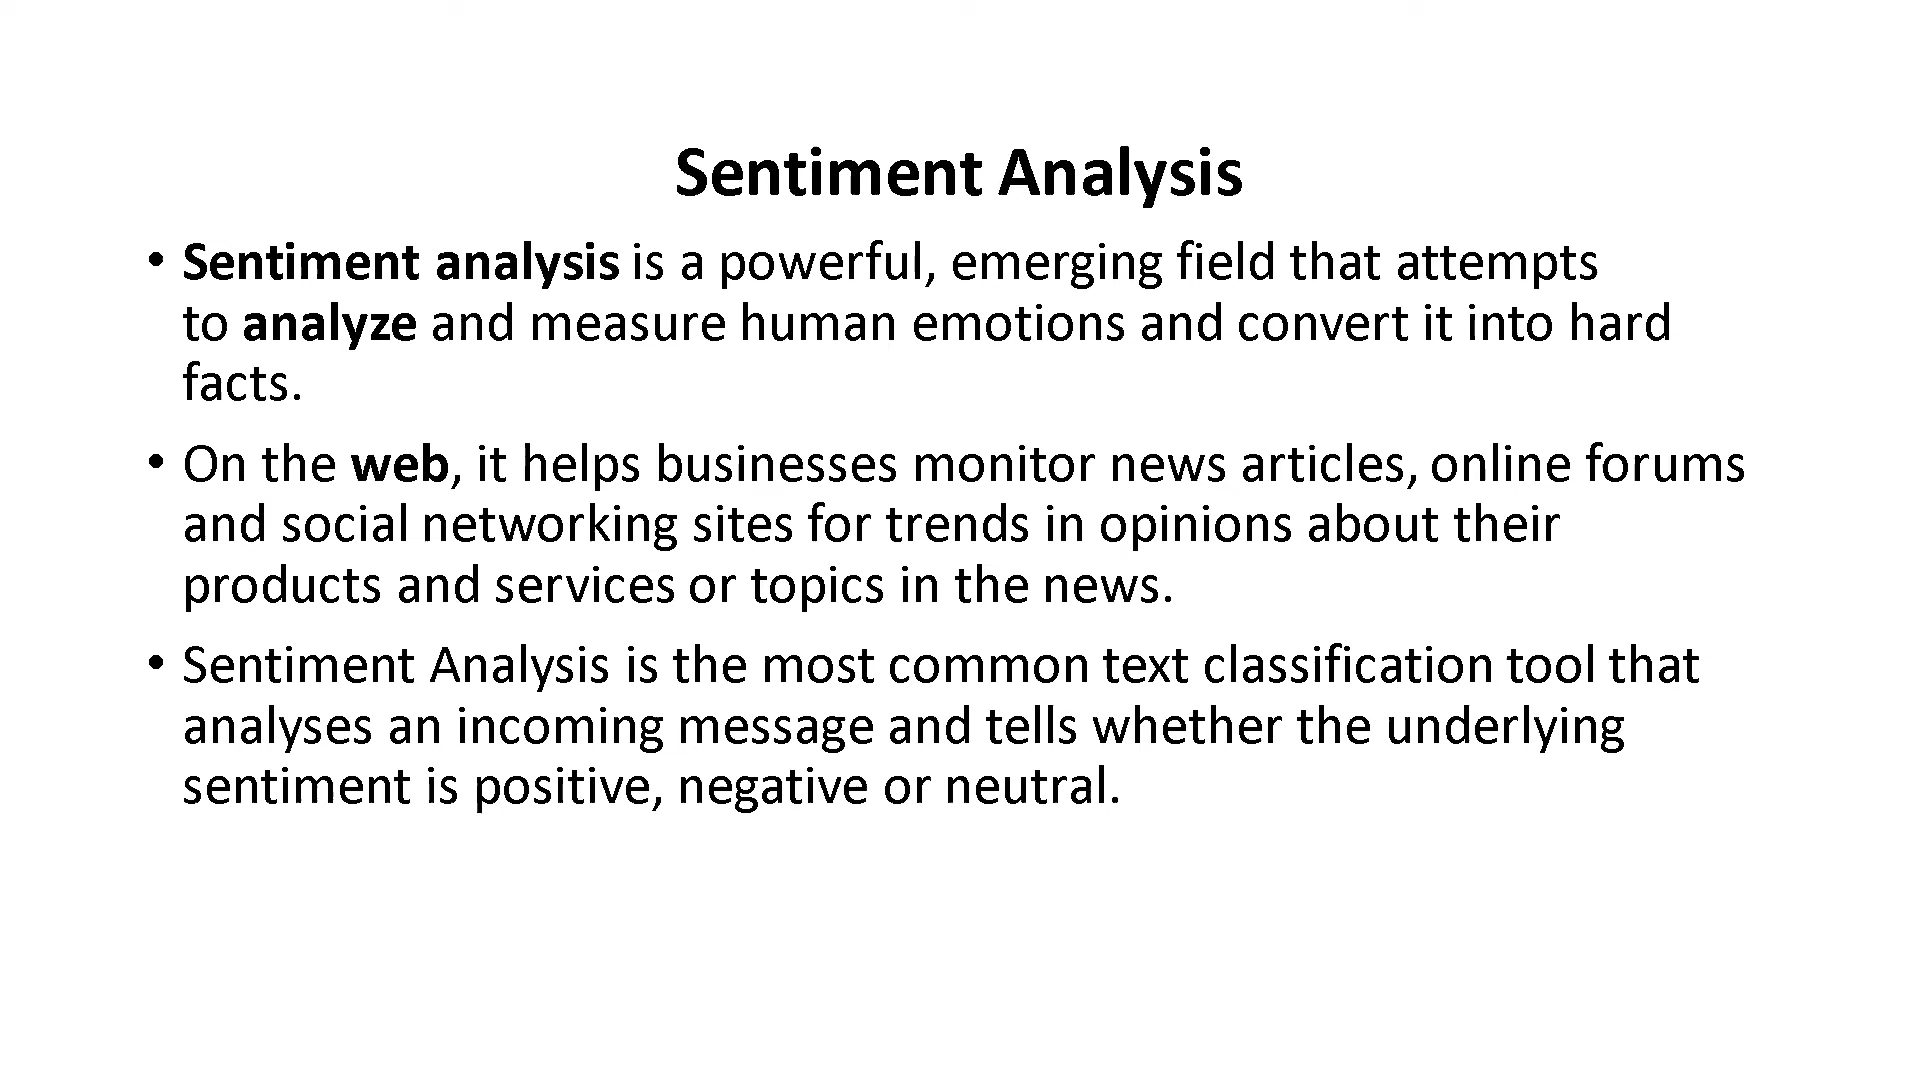 Sentiment Analysis
• Sentiment analysis is a powerful, emerging field that attempts
to analyze and measure human emotions and convert it into hard
facts.
• On the web, it helps businesses monitor news articles, online forums
and social networking sites for trends in opinions about their
products and services or topics in the news.
• Sentiment Analysis is the most common text classification tool that
analyses an incoming message and tells whether the underlying
sentiment is positive, negative or neutral.